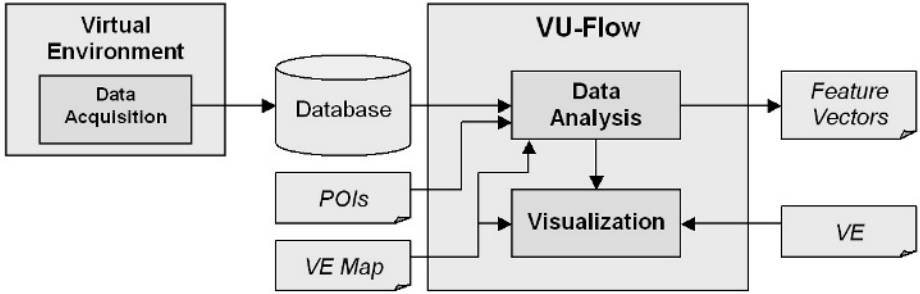 Virtual
Environment
Data
Acquisition
Database
POIs
VE Map
VU-Flow
Data
Analysis
Visualization
Feature
Vectors
VE